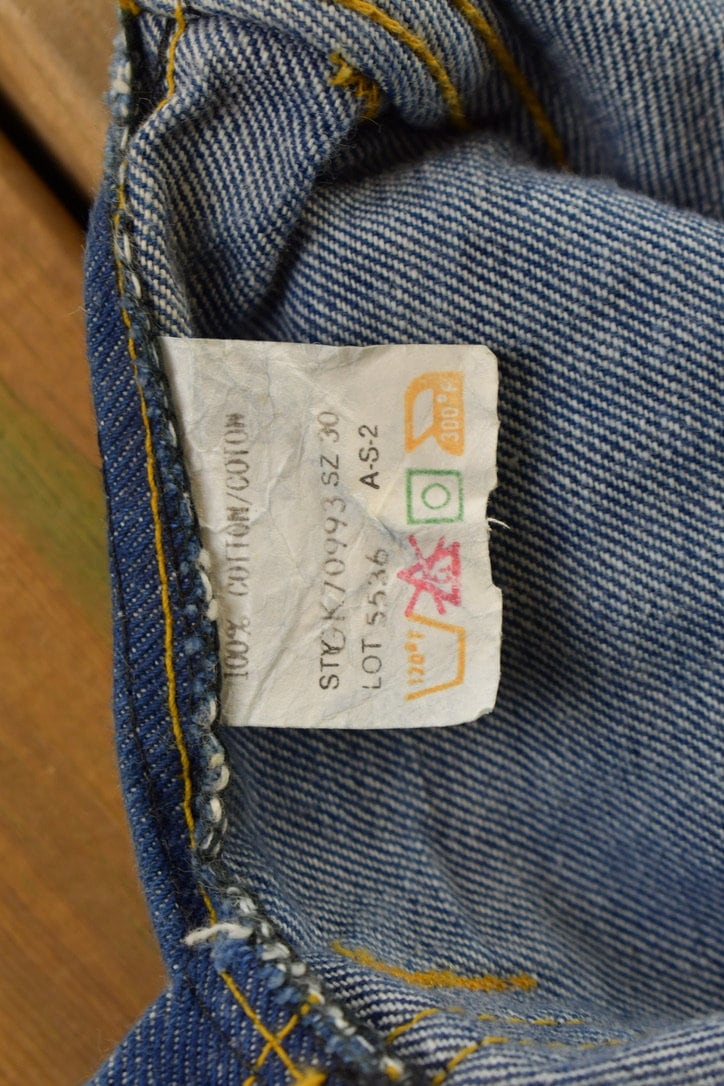 100% COTTON/COTON
STY K70993 SZ 30
LOT 5536 A-S-2
120°F 300°F